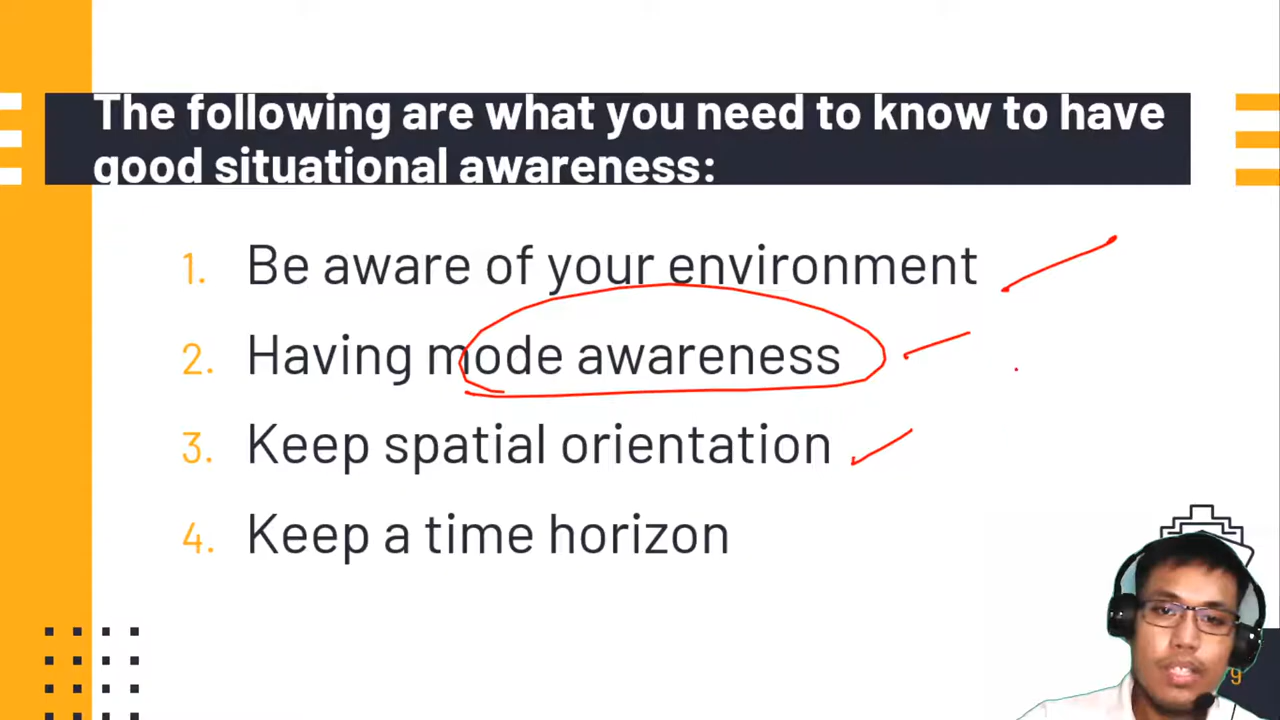 The following are what you need to know to have
good situational awareness:
1. Be aware of your environment
2. Having mode awareness
3. Keep spatial orientation
4. Keep a time horizon
9